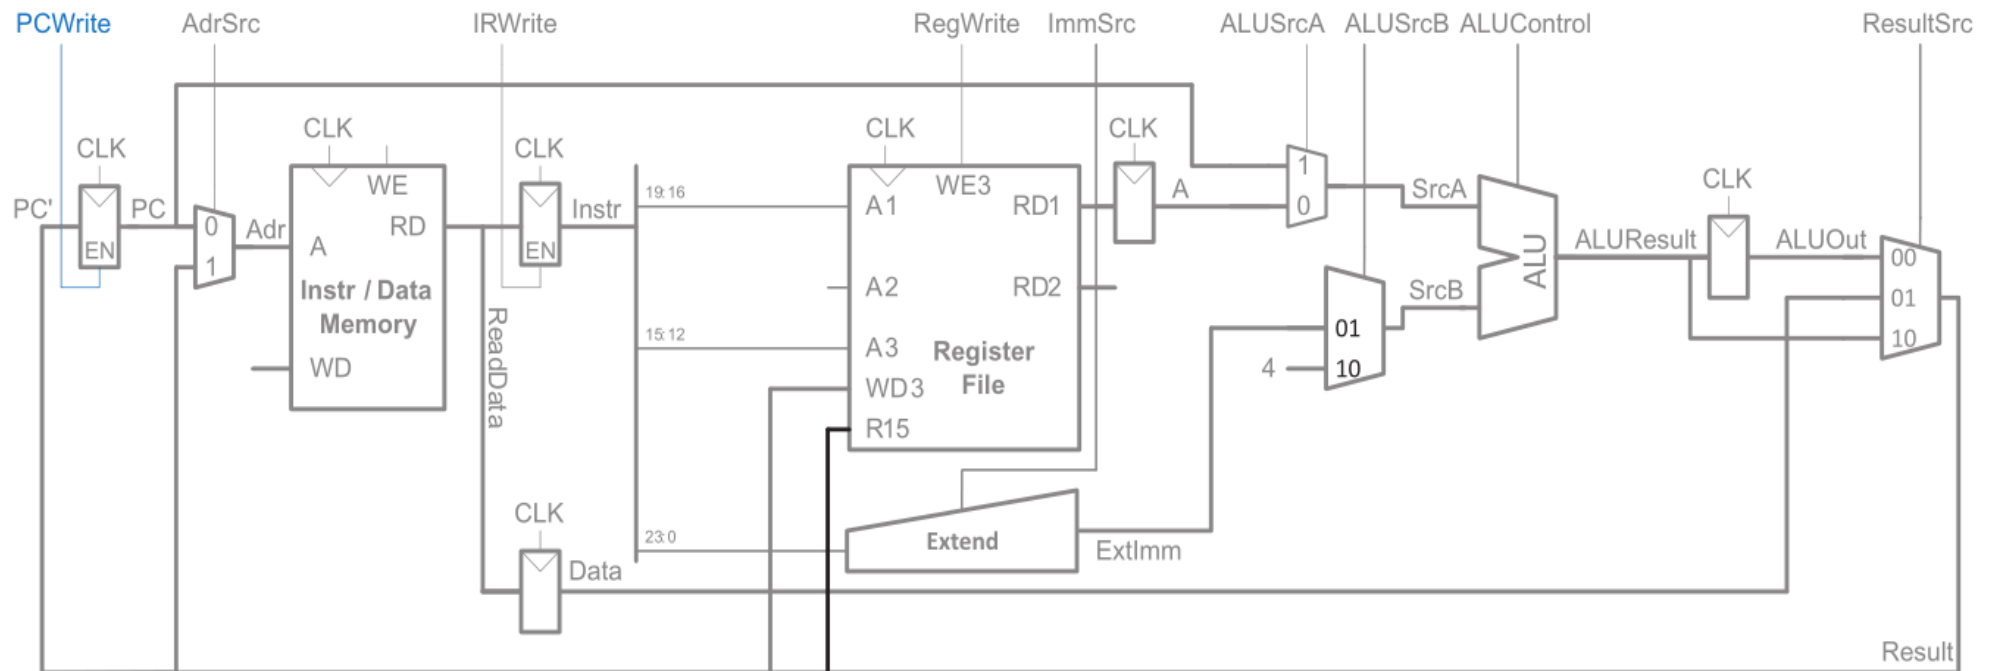 PCWrite AdrSrc IRWrite RegWrite ImmSrc ALUSrcA ALUSrcB ALUControl ResultSrc
CLK CLK CLK CLK CLK CLK
PC' EN PC
0
1
Adr
WE
RD
A
Instr / Data
Memory
WD
ReadData
EN
Instr
19:16
15:12
23:0
WE3
A1 RD1
A2 RD2
A3
Register
File
WD3
R15
Extend
ExtImm
CLK
Data
A
1
0
SrcA
01
10
4
SrcB
ALU
ALUResult
ALUOut
00
01
10
Result